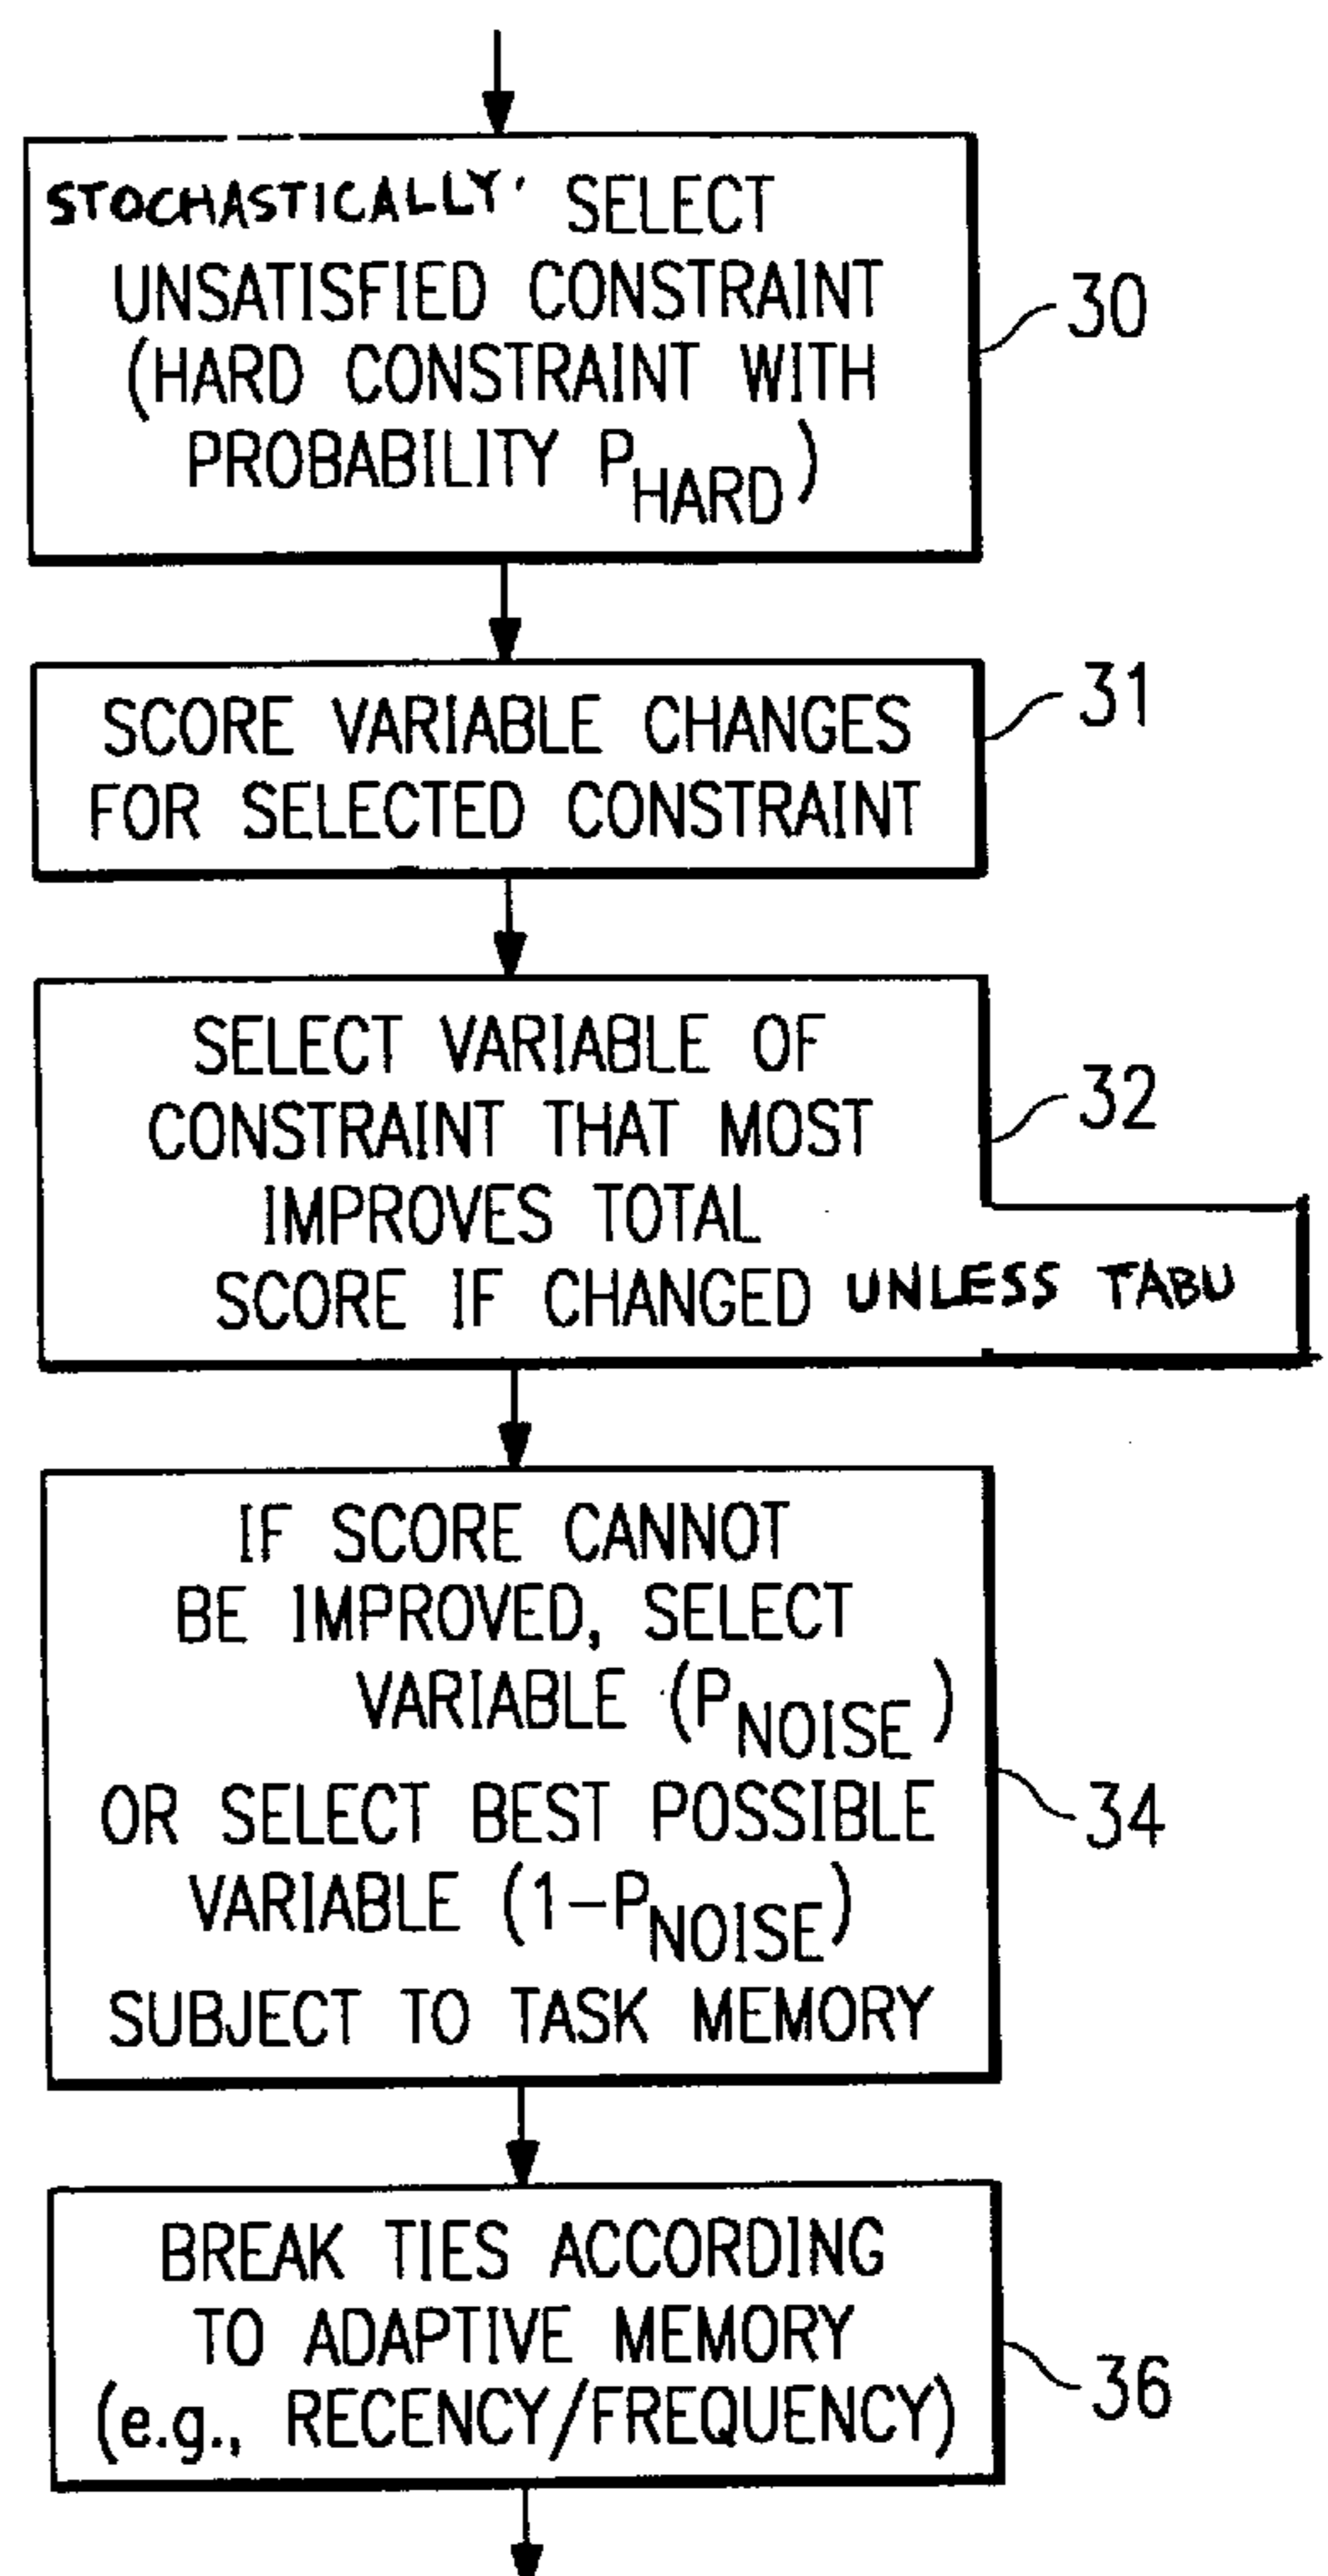 STOCHASTICALLY SELECT
UNSATISFIED CONSTRAINT
(HARD CONSTRAINT WITH
PROBABILITY PHARD)
30
SCORE VARIABLE CHANGES
FOR SELECTED CONSTRAINT
31
SELECT VARIABLE OF
CONSTRAINT THAT MOST
IMPROVES TOTAL
SCORE IF CHANGED UNLESS TABU
32
IF SCORE CANNOT
BE IMPROVED, SELECT
VARIABLE (PNOISE)
OR SELECT BEST POSSIBLE
VARIABLE (1-PNOISE)
SUBJECT TO TASK MEMORY
34
BREAK TIES ACCORDING
TO ADAPTIVE MEMORY
(e.g., RECENCY/FREQUENCY)
36